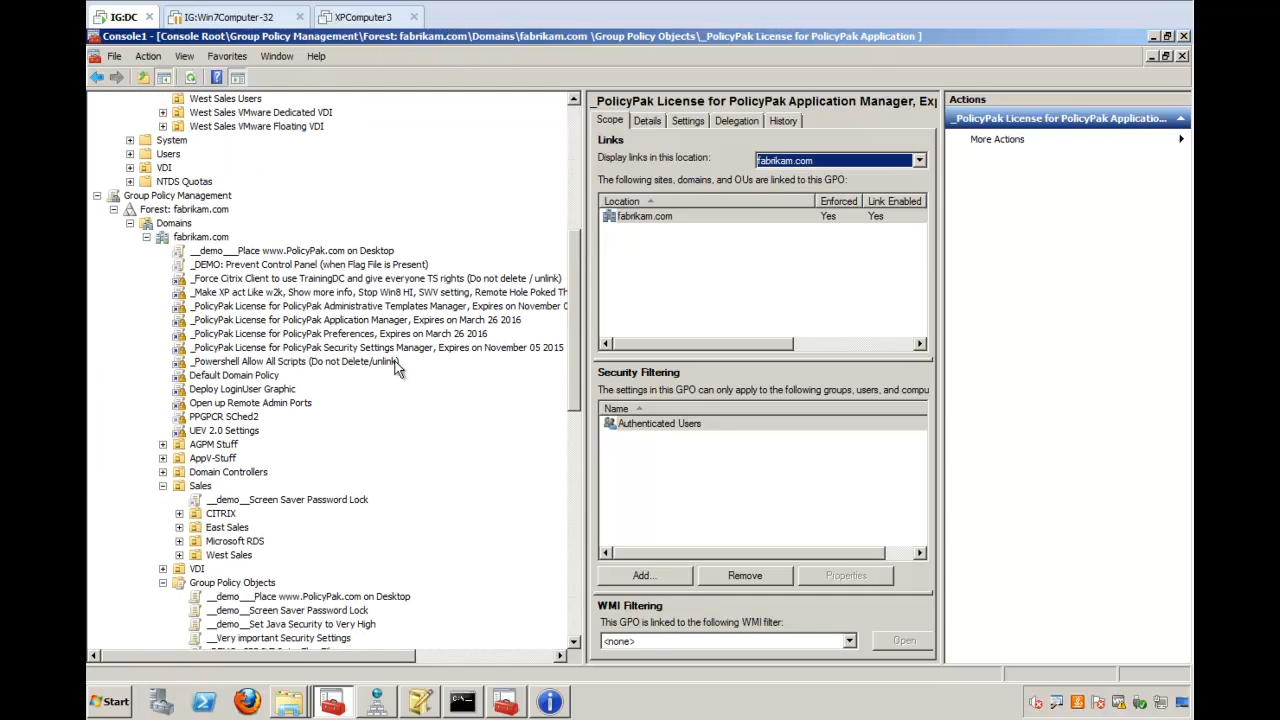 IG:DC
IG:Win7Computer-32
XPComputer3
Console1 - [Console Root\Group Policy Management\Forest: fabrikam.com\Domains\fabrikam.com \Group Policy Objects\_PolicyPak License for PolicyPak Application ]
File Action View Favorites Window Help
West Sales Users
West Sales VMware Dedicated VDI
West Sales VMware Floating VDI
System
Users
VDI
NTDS Quotas
Group Policy Management
Forest: fabrikam.com
Domains
fabrikam.com
__demo___Place www.PolicyPak.com on Desktop
_DEMO: Prevent Control Panel (when Flag File is Present)
_Force Citrix Client to use TrainingDC and give everyone TS rights (Do not delete / unlink)
_Make XP act Like w2k, Show more info, Stop Win8 HI, SWV setting, Remote Hole Poked Th
_PolicyPak License for PolicyPak Administrative Templates Manager, Expires on November 0
_PolicyPak License for PolicyPak Application Manager, Expires on March 26 2016
_PolicyPak License for PolicyPak Preferences, Expires on March 26 2016
_PolicyPak License for PolicyPak Security Settings Manager, Expires on November 05 2015
_Powershell Allow All Scripts (Do not Delete/unlink)
Default Domain Policy
Deploy LoginUser Graphic
Open up Remote Admin Ports
PPGPCR SChed2
UEV 2.0 Settings
AGPM Stuff
AppV-Stuff
Domain Controllers
Sales
__demo__Screen Saver Password Lock
CITRIX
East Sales
Microsoft RDS
West Sales
VDI
Group Policy Objects
__demo___Place www.PolicyPak.com on Desktop
__demo__Screen Saver Password Lock
__demo__Set Java Security to Very High
__Very important Security Settings
_PolicyPak License for PolicyPak Application Manager, Exp
Scope Details Settings Delegation History
Links
Display links in this location: fabrikam.com
The following sites, domains, and OUs are linked to this GPO:
Location Enforced Link Enabled
fabrikam.com Yes Yes
Security Filtering
The settings in this GPO can only apply to the following groups, users, and compu
Name
Authenticated Users
Add... Remove Properties
WMI Filtering
This GPO is linked to the following WMI filter:
<none> Open
Actions
_PolicyPak License for PolicyPak Applicatio...
More Actions
Start